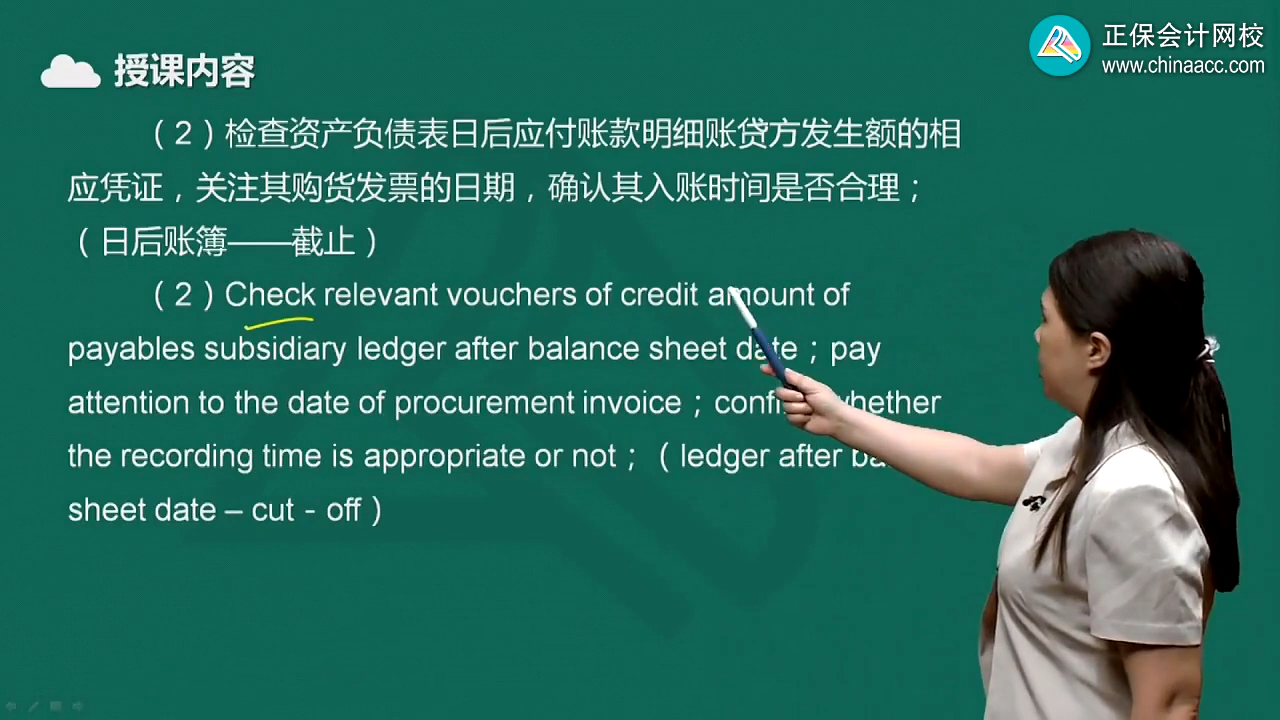 正保会计网校
www.chinaacc.com
授课内容
（2）检查资产负债表日后应付账款明细账贷方发生额的相
应凭证，关注其购货发票的日期，确认其入账时间是否合理；
（日后账簿——截止）
（2）Check relevant vouchers of credit amount of
payables subsidiary ledger after balance sheet date；pay
attention to the date of procurement invoice；whether
the recording time is appropriate or not；（ledger after
sheet date – cut - off）